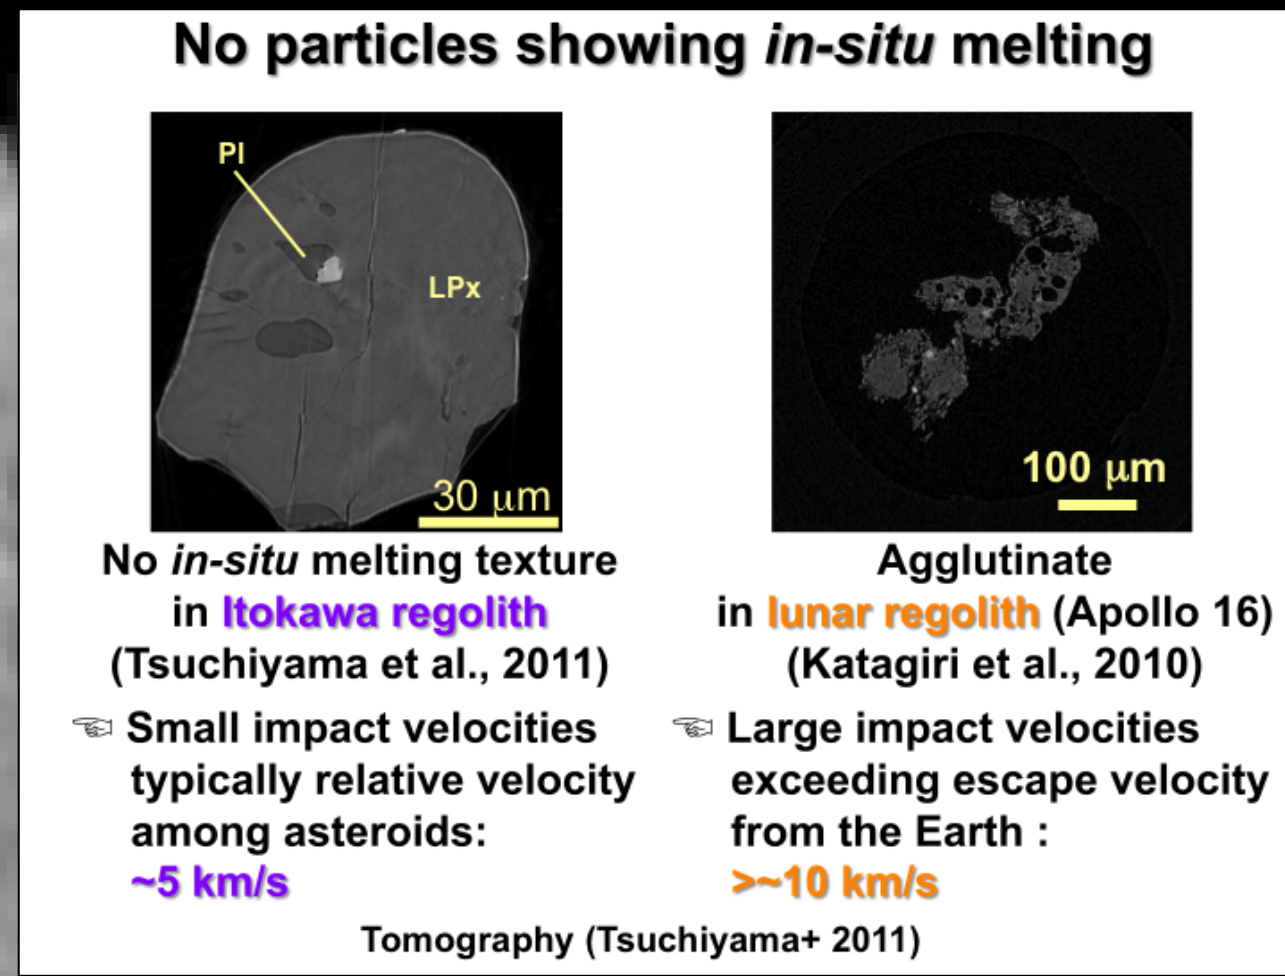 No particles showing in-situ melting
Pl
LPx
30 μm
100 μm
No in-situ melting texture
in Itokawa regolith
(Tsuchiyama et al., 2011)
☜ Small impact velocities
typically relative velocity
among asteroids:
~5 km/s
Agglutinate
in lunar regolith (Apollo 16)
(Katagiri et al., 2010)
☜ Large impact velocities
exceeding escape velocity
from the Earth :
>~10 km/s
Tomography (Tsuchiyama+ 2011)